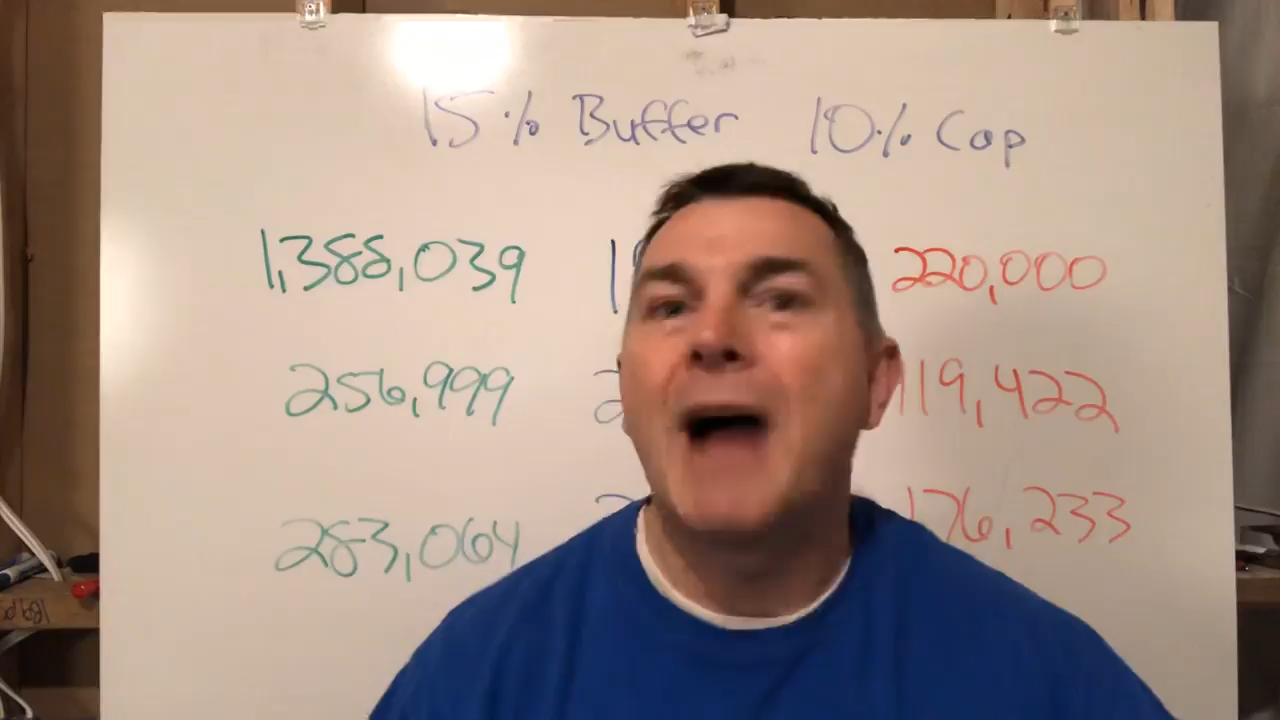 15% Buffer 10% Cap
1,388,039 220,000
256,999 119,422
283,064 176,233